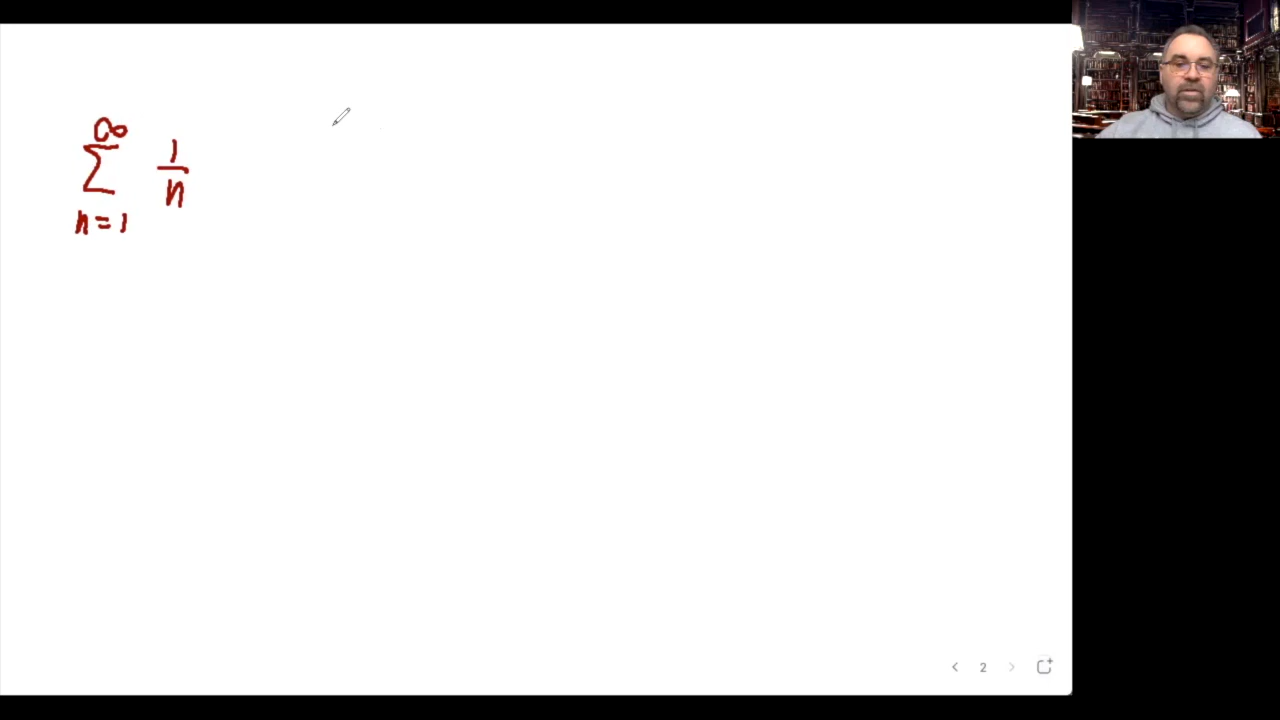 ∞
∑ 1/n
n=1
2